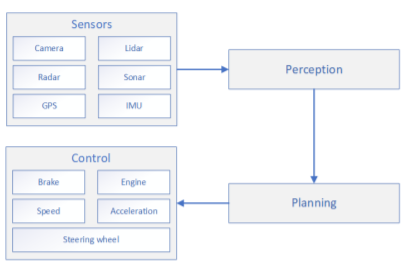 Sensors
Camera
Lidar
Radar
Sonar
GPS
IMU
Perception
Control
Brake
Engine
Speed
Acceleration
Steering wheel
Planning